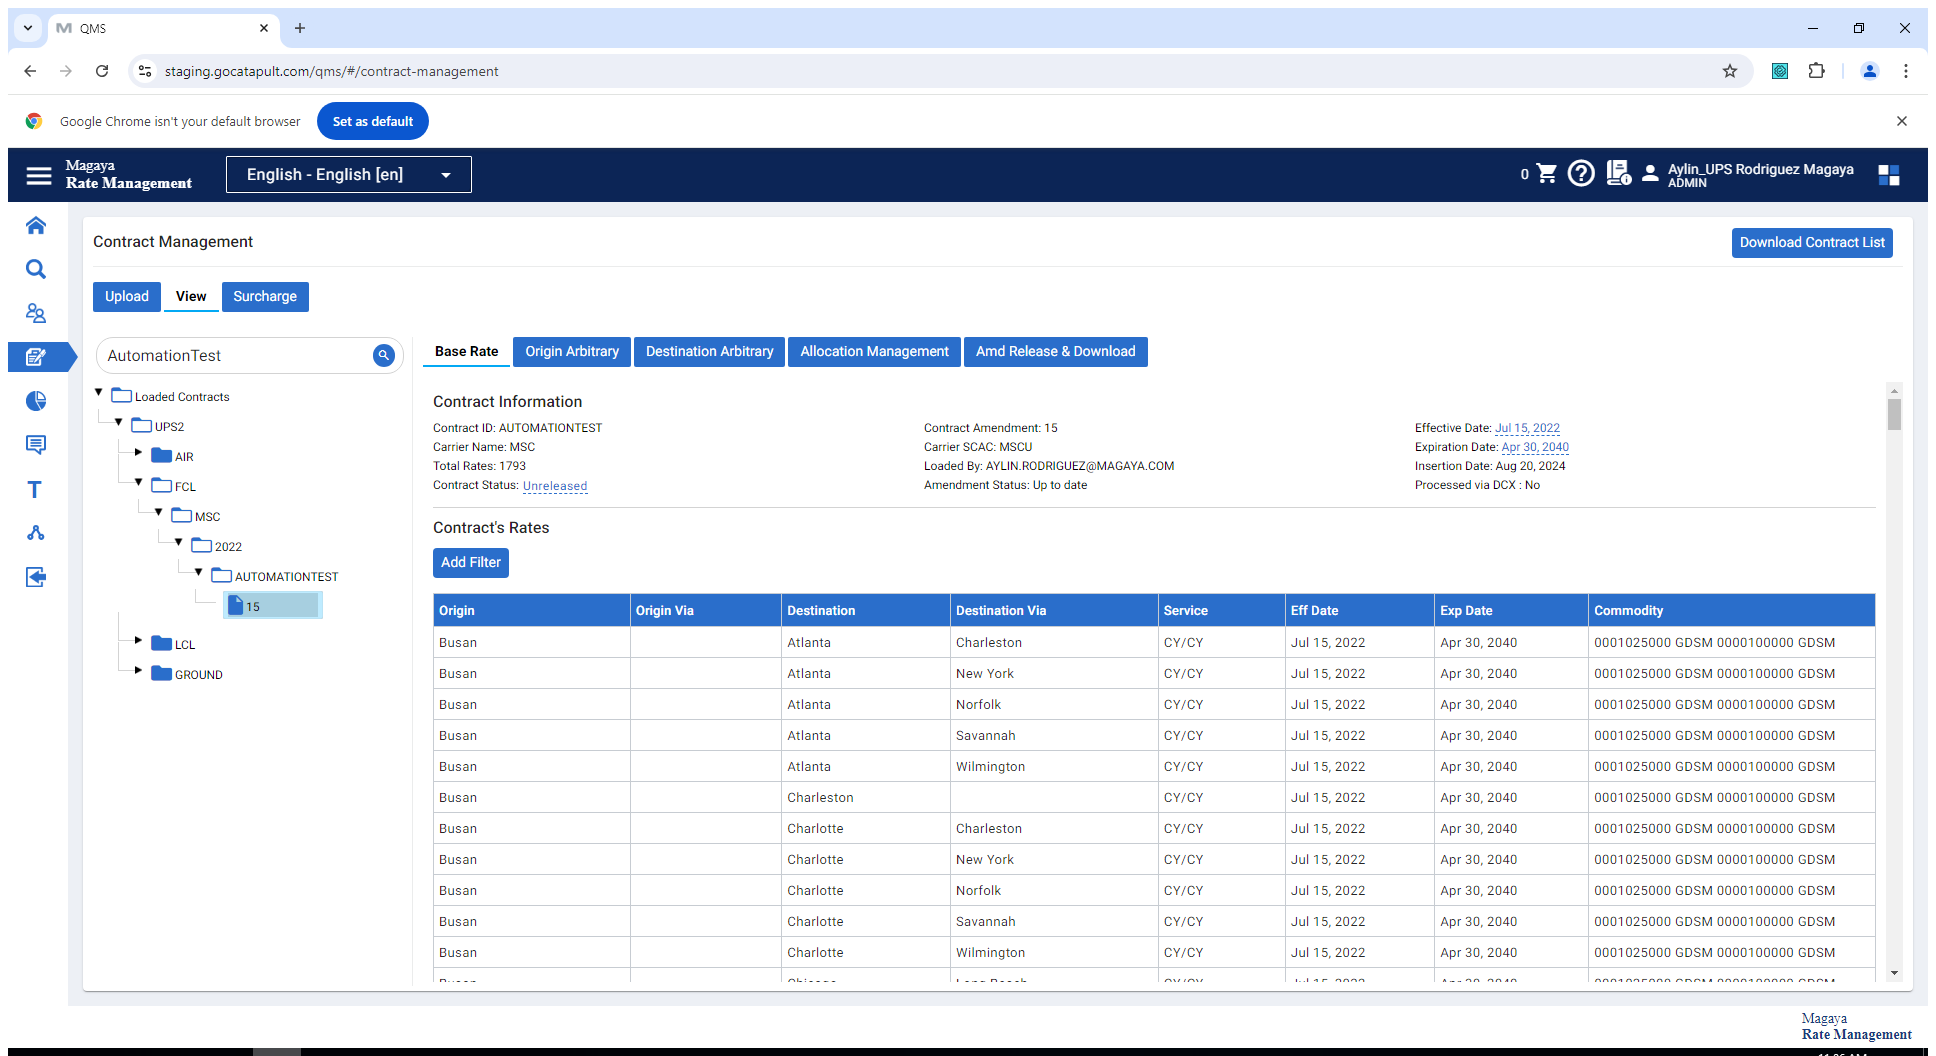 QMS
staging.gocatapult.com/qms/#/contract-management
Google Chrome isn't your default browser
Set as default
Magaya
Rate Management
English - English [en]
0
Aylin_UPS Rodriguez Magaya
ADMIN
Contract Management
Download Contract List
Upload View Surcharge
AutomationTest
Loaded Contracts
UPS2
AIR
FCL
MSC
2022
AUTOMATIONTEST
15
LCL
GROUND
Base Rate Origin Arbitrary Destination Arbitrary Allocation Management Amd Release & Download
Contract Information
Contract ID: AUTOMATIONTEST Contract Amendment: 15 Effective Date: Jul 15, 2022
Carrier Name: MSC Carrier SCAC: MSCU Expiration Date: Apr 30, 2040
Total Rates: 1793 Loaded By: AYLIN.RODRIGUEZ@MAGAYA.COM Insertion Date: Aug 20, 2024
Contract Status: Unreleased Amendment Status: Up to date Processed via DCX : No
Contract's Rates
Add Filter
Origin Origin Via Destination Destination Via Service Eff Date Exp Date Commodity
Busan Atlanta Charleston CY/CY Jul 15, 2022 Apr 30, 2040 0001025000 GDSM 0000100000 GDSM
Busan Atlanta New York CY/CY Jul 15, 2022 Apr 30, 2040 0001025000 GDSM 0000100000 GDSM
Busan Atlanta Norfolk CY/CY Jul 15, 2022 Apr 30, 2040 0001025000 GDSM 0000100000 GDSM
Busan Atlanta Savannah CY/CY Jul 15, 2022 Apr 30, 2040 0001025000 GDSM 0000100000 GDSM
Busan Atlanta Wilmington CY/CY Jul 15, 2022 Apr 30, 2040 0001025000 GDSM 0000100000 GDSM
Busan Charleston CY/CY Jul 15, 2022 Apr 30, 2040 0001025000 GDSM 0000100000 GDSM
Busan Charlotte Charleston CY/CY Jul 15, 2022 Apr 30, 2040 0001025000 GDSM 0000100000 GDSM
Busan Charlotte New York CY/CY Jul 15, 2022 Apr 30, 2040 0001025000 GDSM 0000100000 GDSM
Busan Charlotte Norfolk CY/CY Jul 15, 2022 Apr 30, 2040 0001025000 GDSM 0000100000 GDSM
Busan Charlotte Savannah CY/CY Jul 15, 2022 Apr 30, 2040 0001025000 GDSM 0000100000 GDSM
Busan Charlotte Wilmington CY/CY Jul 15, 2022 Apr 30, 2040 0001025000 GDSM 0000100000 GDSM
Magaya
Rate Management